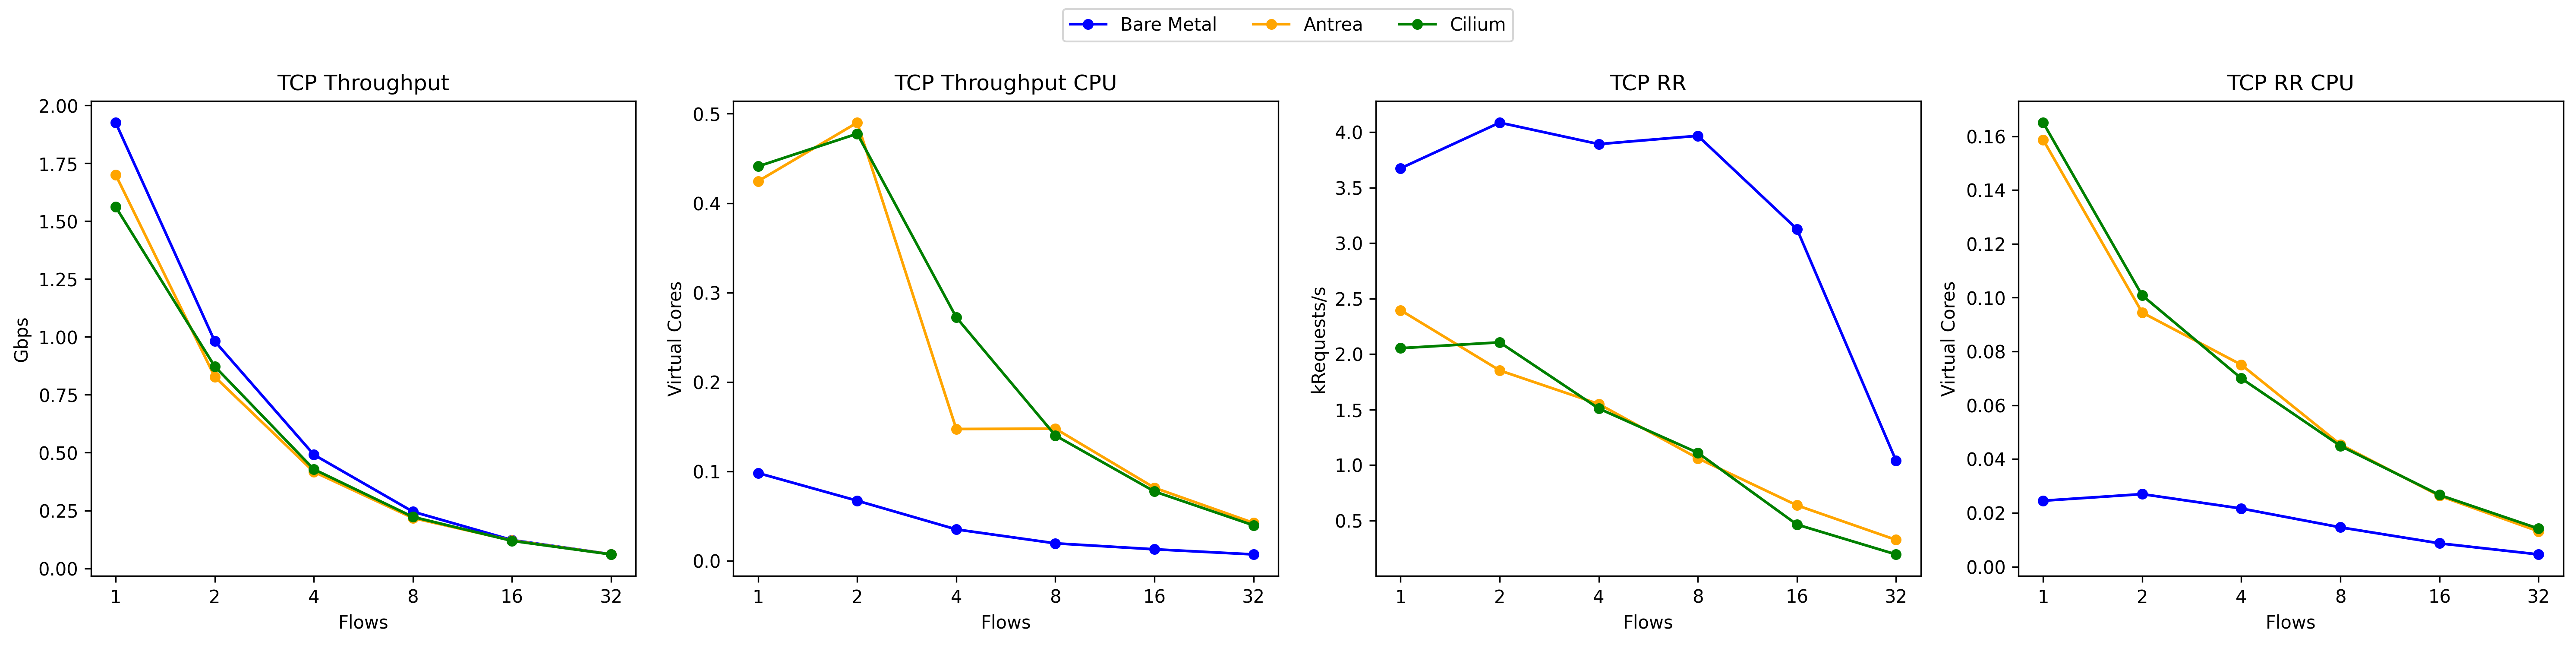 Bare Metal Antrea Cilium
TCP Throughput
2.00
1.75
1.50
1.25
1.00
0.75
0.50
0.25
0.00
Gbps
1 2 4 8 16 32
Flows
TCP Throughput CPU
0.5
0.4
0.3
0.2
0.1
0.0
Virtual Cores
1 2 4 8 16 32
Flows
TCP RR
4.0
3.5
3.0
2.5
2.0
1.5
1.0
0.5
kRequests/s
1 2 4 8 16 32
Flows
TCP RR CPU
0.16
0.14
0.12
0.10
0.08
0.06
0.04
0.02
0.00
Virtual Cores
1 2 4 8 16 32
Flows